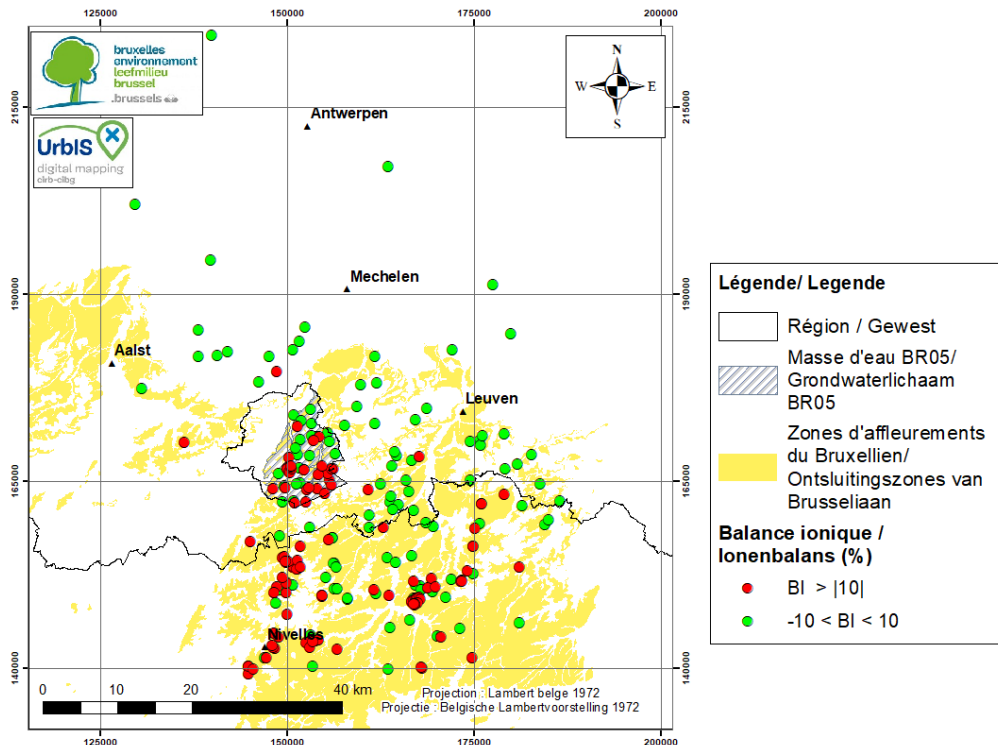 125000 150000 175000 200000
bruxelles
environnement
leefmilieu
brussel
.brussels
UrbIS
digital mapping
cirb-cibg
N
W E
S
215000
190000
165000
140000
215000
190000
165000
140000
Antwerpen
Mechelen
Aalst
Leuven
Nivelles
0 10 20 40 km
Projection : Lambert belge 1972
Projectie : Belgische Lambertvoorstelling 1972
125000 150000 175000 200000
Légende/ Legende
Région / Gewest
Masse d'eau BR05/
Grondwaterlichaam
BR05
Zones d'affleurements
du Bruxellien/
Ontsluitingszones van
Brusseliaan
Balance ionique /
Ionenbalans (%)
BI > |10|
-10 < BI < 10